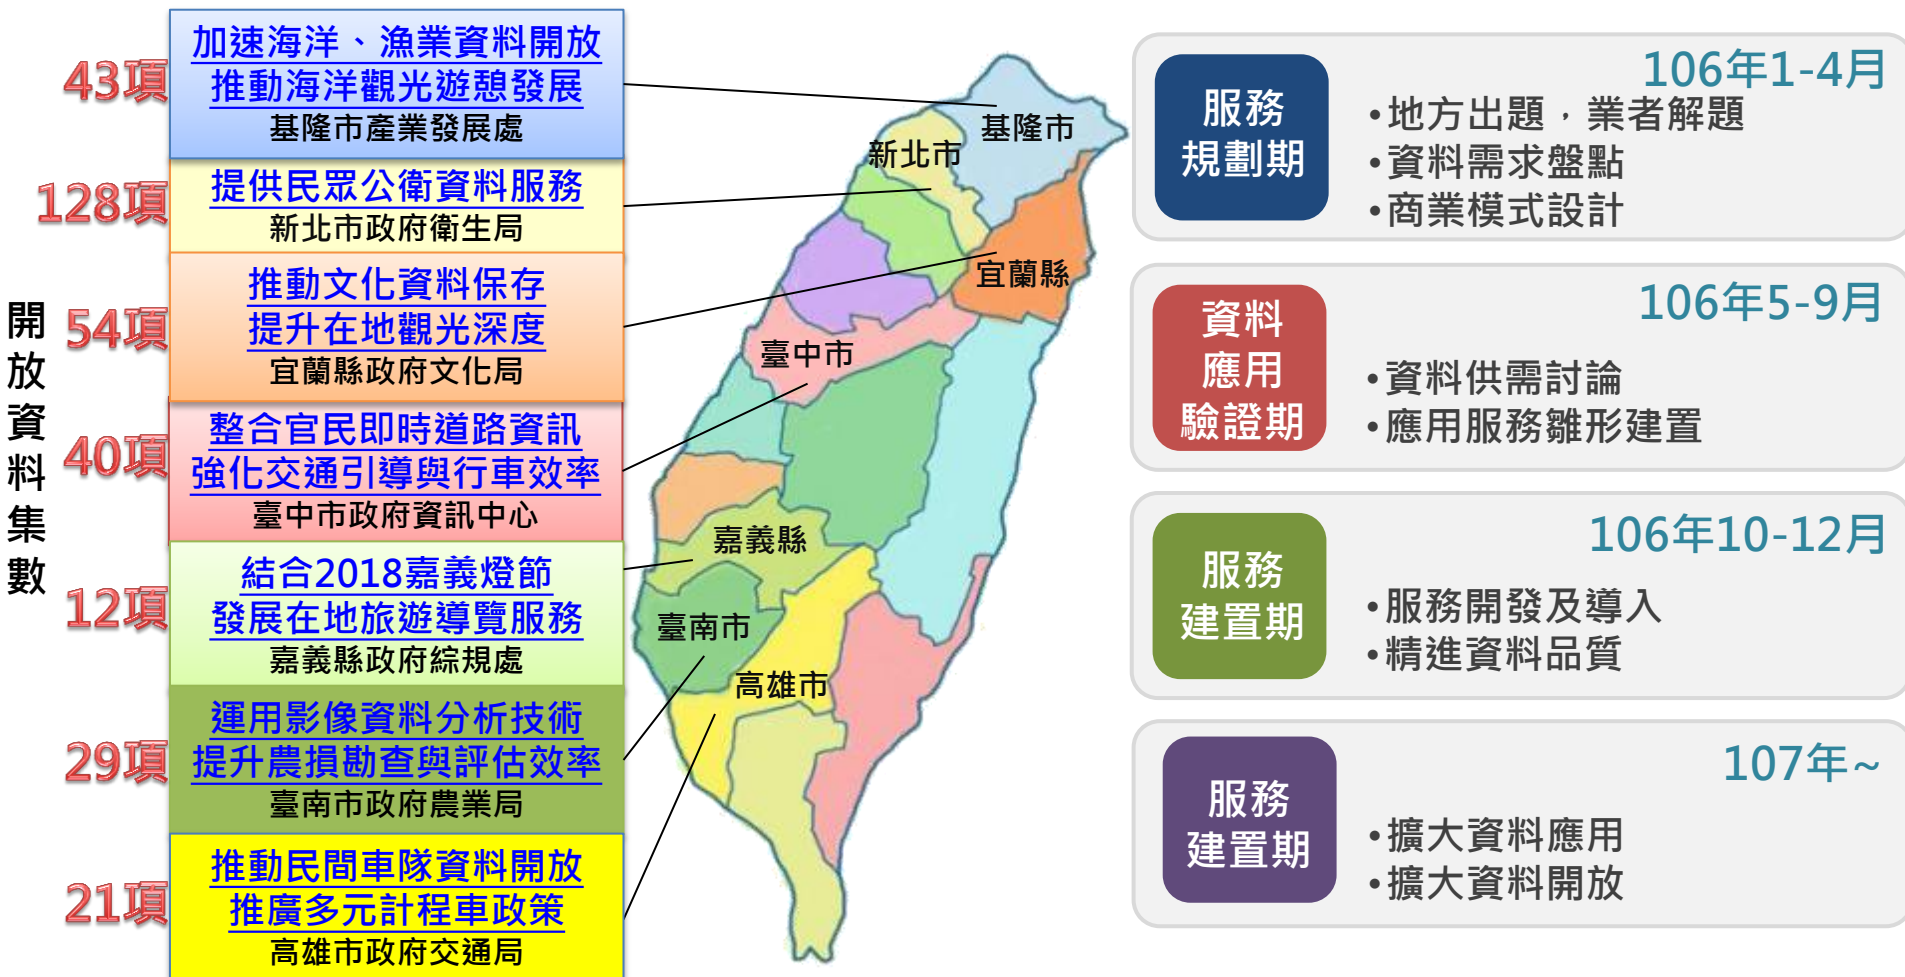 開放資料集數
43項
加速海洋、漁業資料開放
推動海洋觀光遊憩發展
基隆市產業發展處
128項
提供民眾公衛資料服務
新北市政府衛生局
54項
推動文化資料保存
提升在地觀光深度
宜蘭縣政府文化局
40項
整合官民即時道路資訊
強化交通引導與行車效率
臺中市政府資訊中心
12項
結合2018嘉義燈節
發展在地旅遊導覽服務
嘉義縣政府綜規處
29項
運用影像資料分析技術
提升農損勘查與評估效率
臺南市政府農業局
21項
推動民間車隊資料開放
推廣多元計程車政策
高雄市政府交通局
基隆市
新北市
宜蘭縣
臺中市
嘉義縣
臺南市
高雄市
服務
規劃期
106年1-4月
•地方出題，業者解題
•資料需求盤點
•商業模式設計
資料
應用
驗證期
106年5-9月
•資料供需討論
•應用服務雛形建置
服務
建置期
106年10-12月
•服務開發及導入
•精進資料品質
服務
建置期
107年~
•擴大資料應用
•擴大資料開放